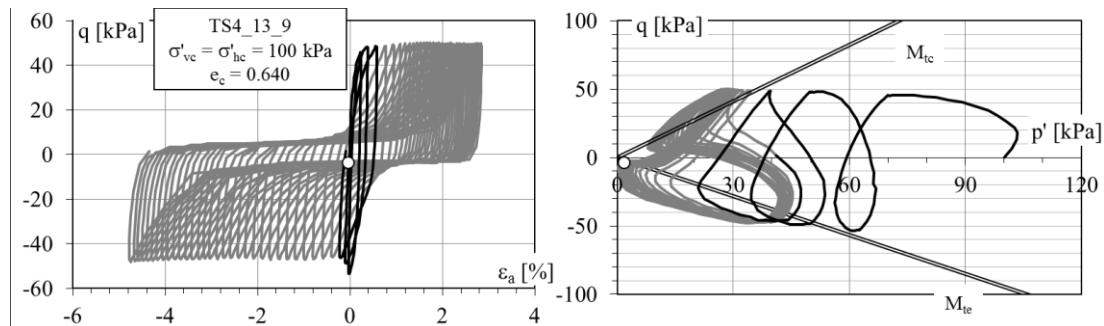 q [kPa]
TS4_13_9
σ'vc = σ'hc = 100 kPa
ec = 0.640
60
40
20
0
-20
-40
-60
εa [%]
-6
-4
-2
0
2
4
q [kPa]
Mtc
p' [kPa]
100
50
0
-50
-100
0
30
60
90
120
Mte